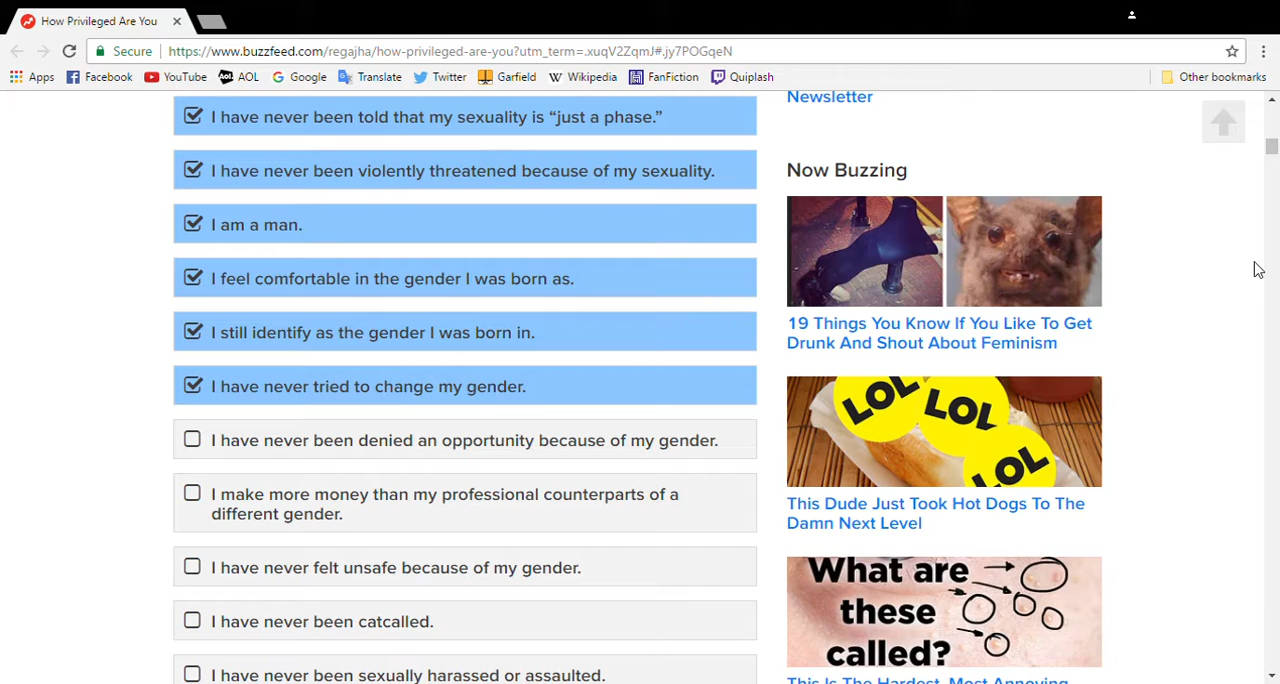 How Privileged Are You
Secure
https://www.buzzfeed.com/regajha/how-privileged-are-you?utm_term=.xuqV2ZqmJ#.jy7POGqeN
Apps
Facebook
YouTube
Aol.
AOL
Google
Translate
Twitter
Garfield
Wikipedia
FanFiction
Quiplash
Other bookmarks
I have never been told that my sexuality is “just a phase.”
I have never been violently threatened because of my sexuality.
I am a man.
I feel comfortable in the gender I was born as.
I still identify as the gender I was born in.
I have never tried to change my gender.
I have never been denied an opportunity because of my gender.
I make more money than my professional counterparts of a
different gender.
I have never felt unsafe because of my gender.
I have never been catcalled.
I have never been sexually harassed or assaulted.
Newsletter
Now Buzzing
19 Things You Know If You Like To Get
Drunk And Shout About Feminism
LOL
LOL
LOL
This Dude Just Took Hot Dogs To The
Damn Next Level
What are
these
called?
This Is The Hardest, Most Annoying